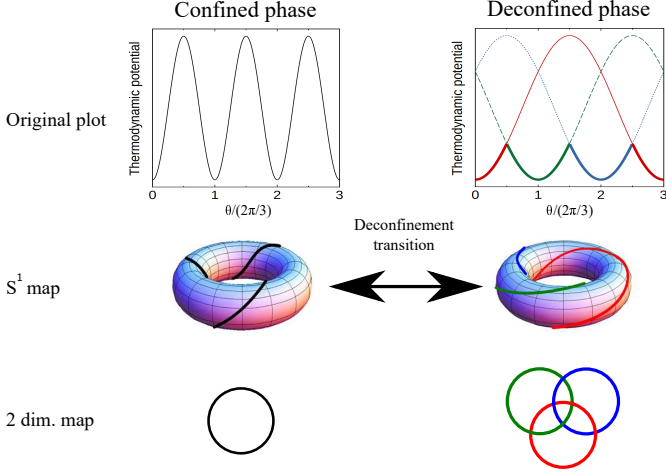 Confined phase
Deconfined phase
Original plot
Thermodynamic potential
0 1 2 3
θ/(2π/3)
Thermodynamic potential
0 1 2 3
θ/(2π/3)
Deconfinement
transition
S¹ map
2 dim. map